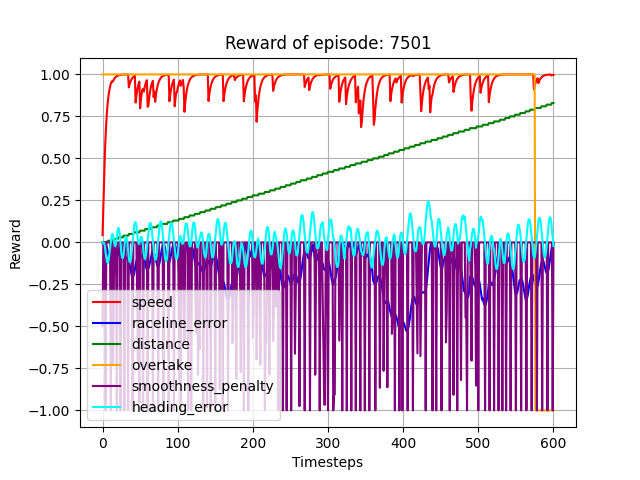 Reward of episode: 7501
Reward
1.00
0.75
0.50
0.25
0.00
−0.25
−0.50
−0.75
−1.00
speed
raceline_error
distance
overtake
smoothness_penalty
heading_error
0 100 200 300 400 500 600
Timesteps